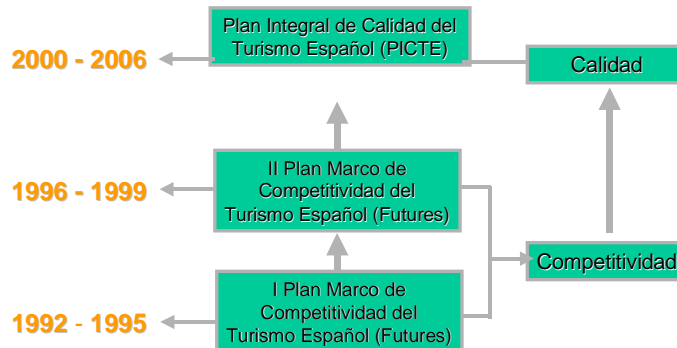 Plan Integral de Calidad del
Turismo Español (PICTE)
2000 - 2006
Calidad
II Plan Marco de
Competitividad del
Turismo Español (Futures)
1996 - 1999
Competitividad
I Plan Marco de
Competitividad del
Turismo Español (Futures)
1992 - 1995